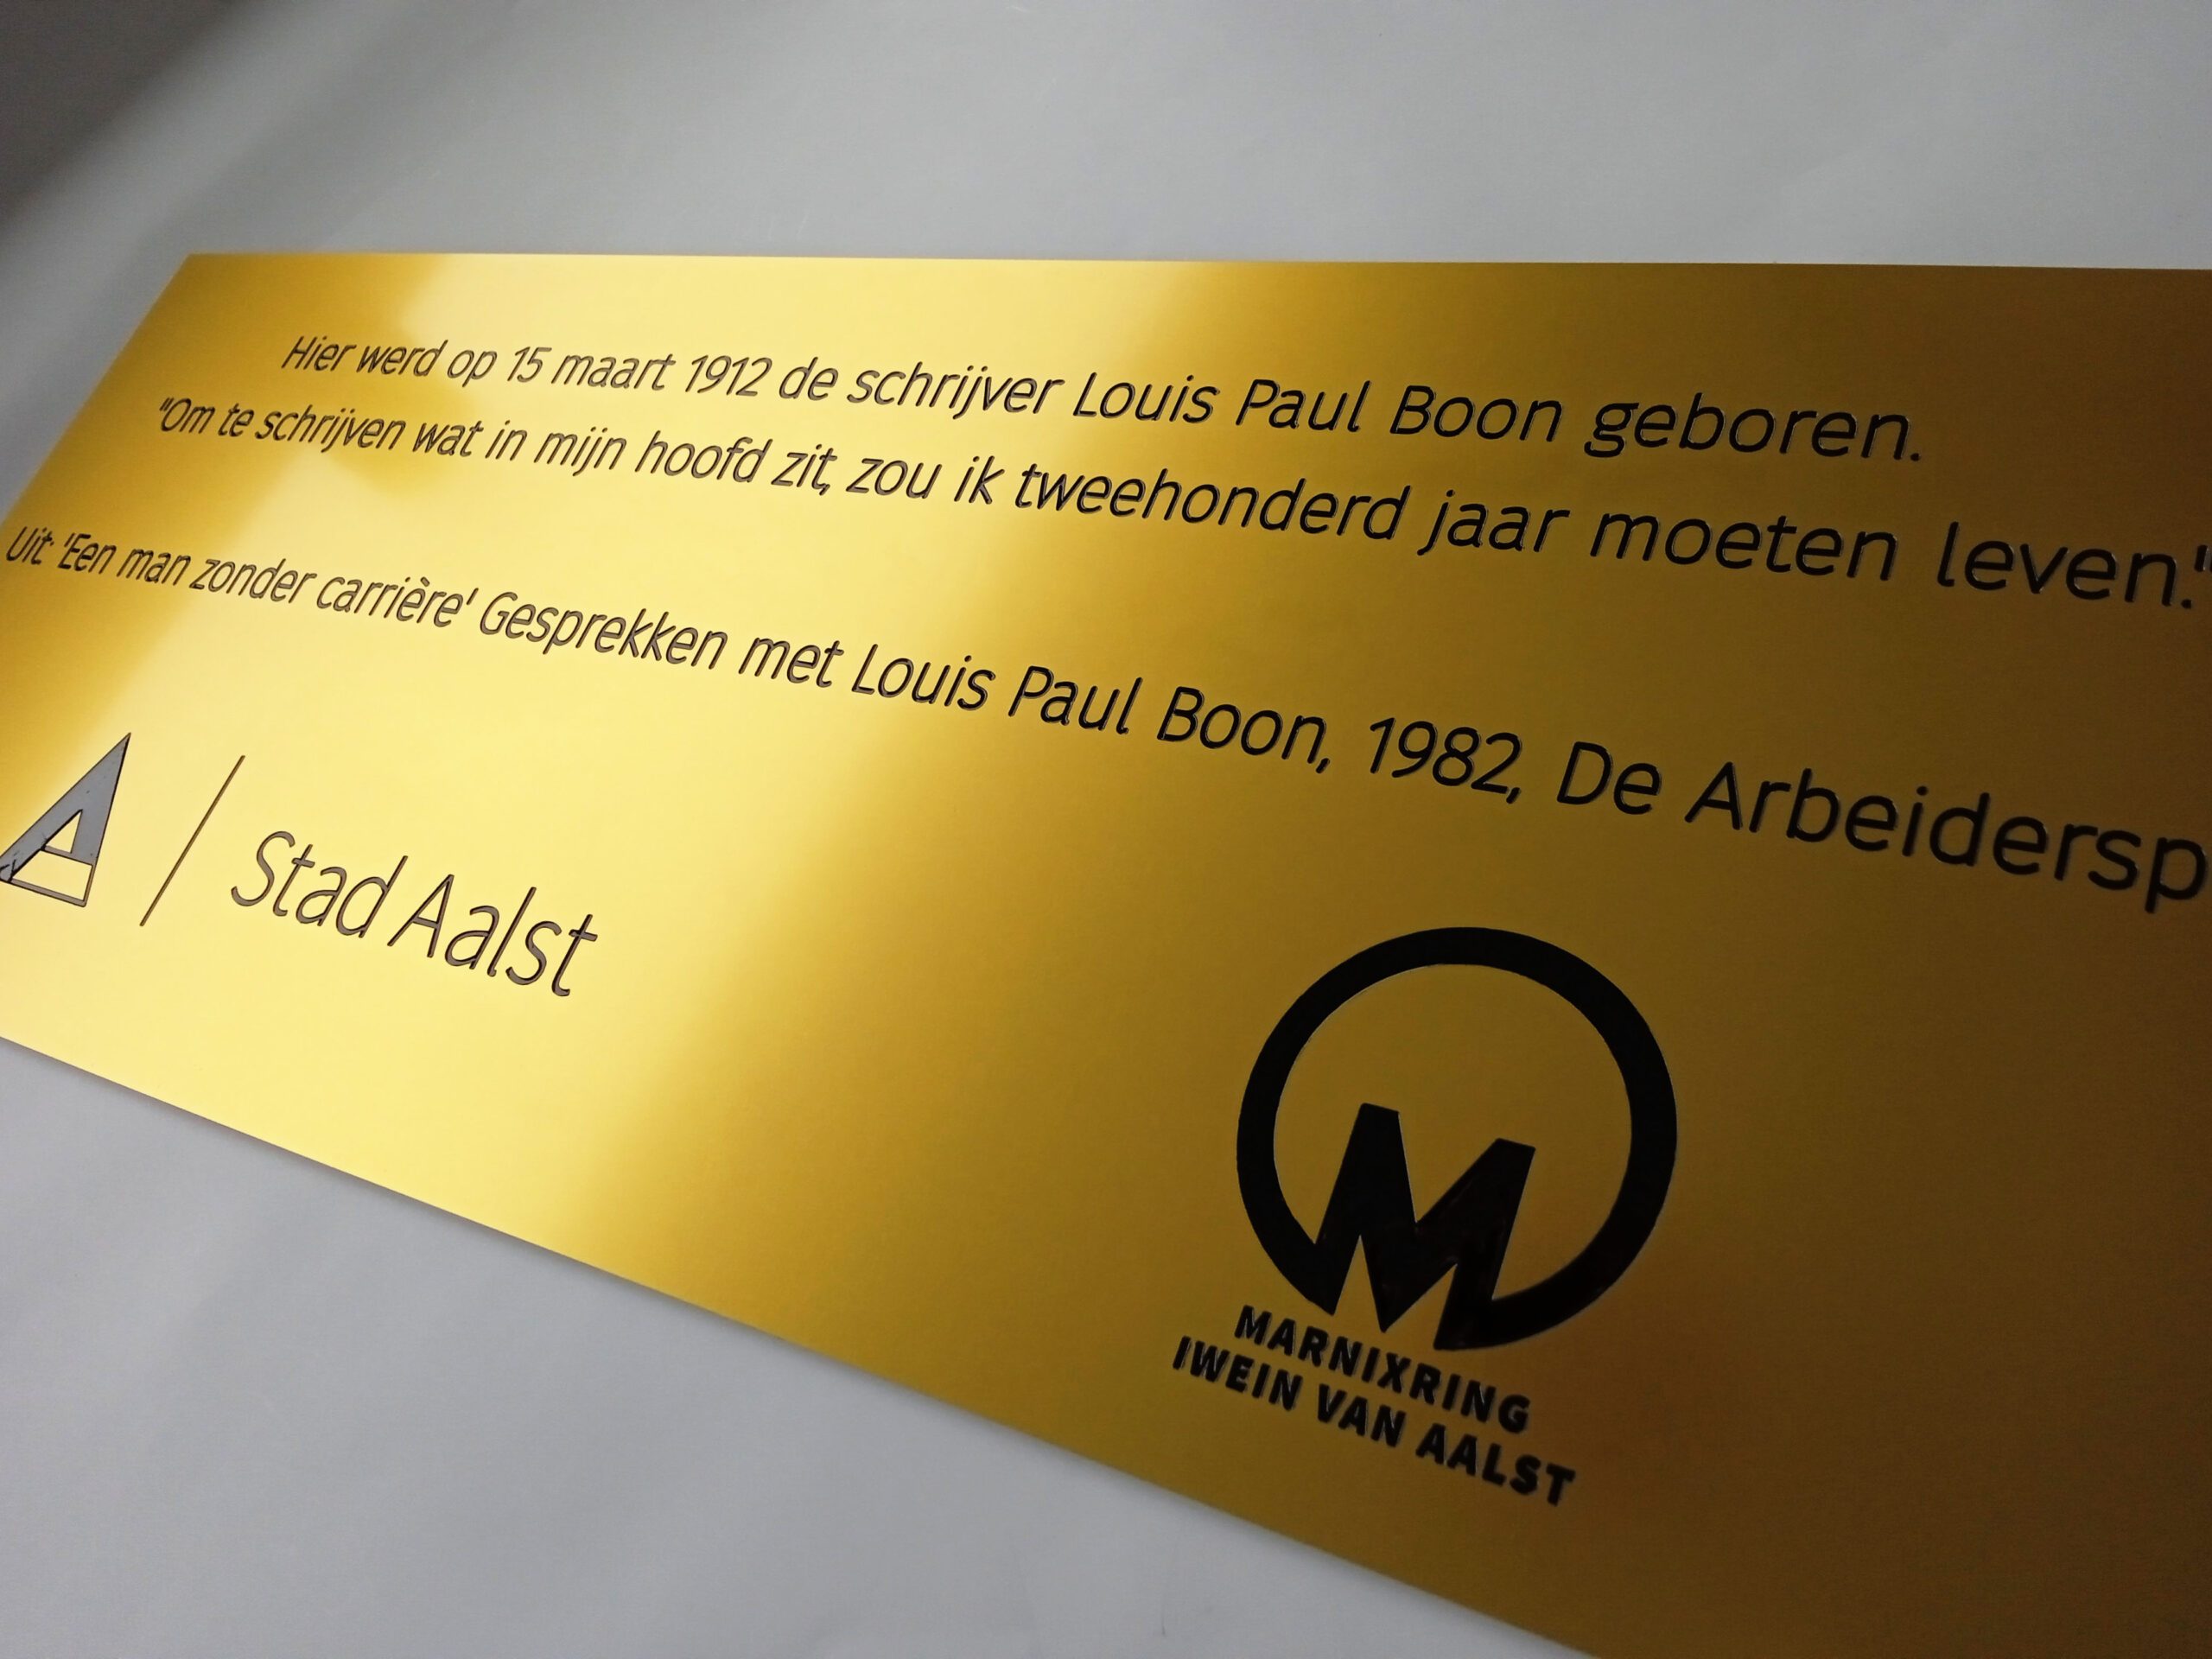 Hier werd op 15 maart 1912 de schrijver Louis Paul Boon geboren.
"Om te schrijven wat in mijn hoofd zit, zou ik tweehonderd jaar moeten leven."
Uit: 'Een man zonder carrière' Gesprekken met Louis Paul Boon, 1982, De Arbeidersp
A
Stad Aalst
M
MARNIXRING
IWEIN VAN AALST